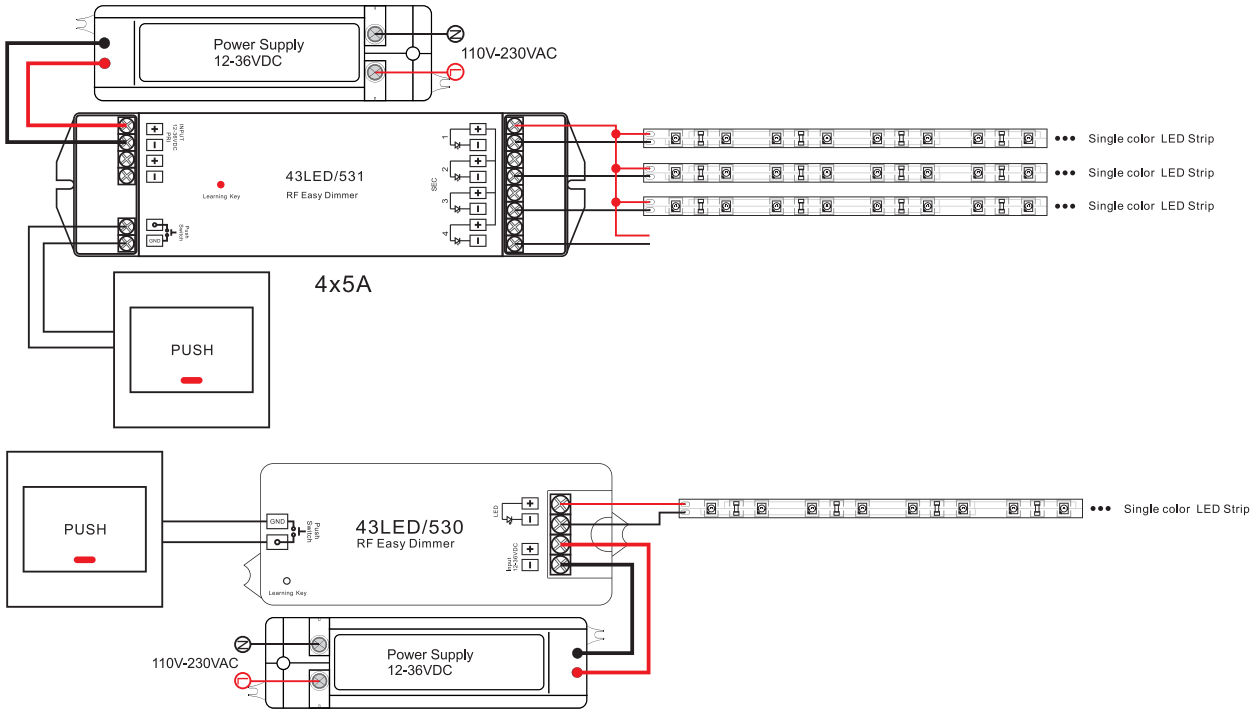 Power Supply
12-36VDC
N
110V-230VAC
L
INPUT
12-36VDC
PRI
+
-
+
-
Learning Key
43LED/531
RF Easy Dimmer
SEC
1
+
-
2
+
-
3
+
-
4
+
-
GND
Push
Switch
••• Single color LED Strip
••• Single color LED Strip
••• Single color LED Strip
4x5A
PUSH
PUSH
GND
Push
Switch
43LED/530
RF Easy Dimmer
Learning Key
LED
+
-
Input
12-36VDC
+
-
••• Single color LED Strip
N
110V-230VAC
L
Power Supply
12-36VDC